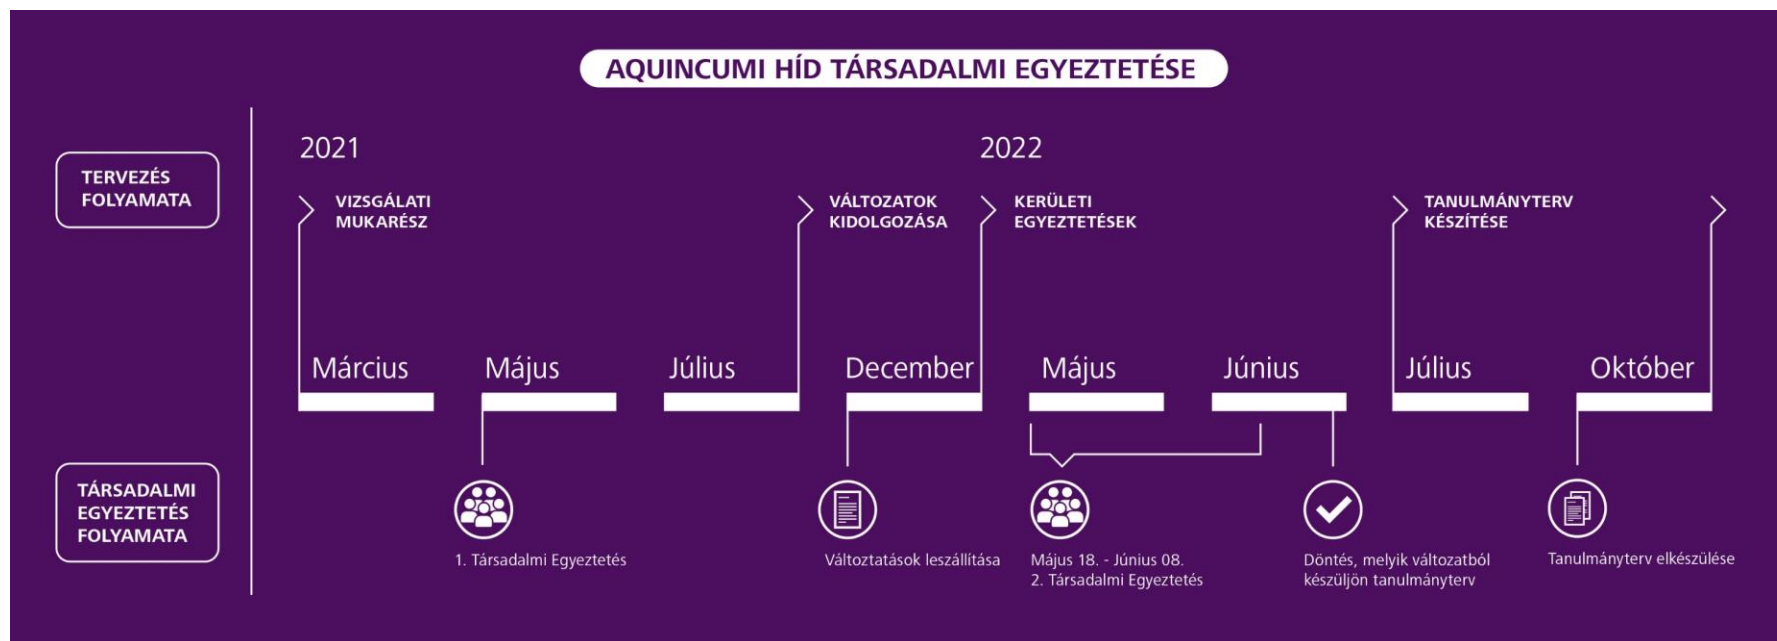 AQUINCUMI HÍD TÁRSADALMI EGYEZTETÉSE
2021
2022
TERVEZÉS
FOLYAMATA
VIZSGÁLATI
MUKARÉSZ
VÁLTOZATOK
KIDOLGOZÁSA
KERÜLETI
EGYEZTETÉSEK
TANULMÁNYTERV
KÉSZÍTÉSE
Március
Május
Július
December
Május
Június
Július
Október
TÁRSADALMI
EGYEZTETÉS
FOLYAMATA
1. Társadalmi Egyeztetés
Változtatások leszállítása
Május 18. - Június 08.
2. Társadalmi Egyeztetés
Döntés, melyik változatból
készüljön tanulmányterv
Tanulmányterv elkészülése